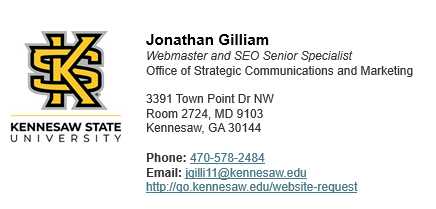 Jonathan Gilliam
Webmaster and SEO Senior Specialist
Office of Strategic Communications and Marketing
3391 Town Point Dr NW
Room 2724, MD 9103
Kennesaw, GA 30144
Phone: 470-578-2484
Email: jgilli11@kennesaw.edu
http://go.kennesaw.edu/website-request
KS
KENNESAW STATE
UNIVERSITY